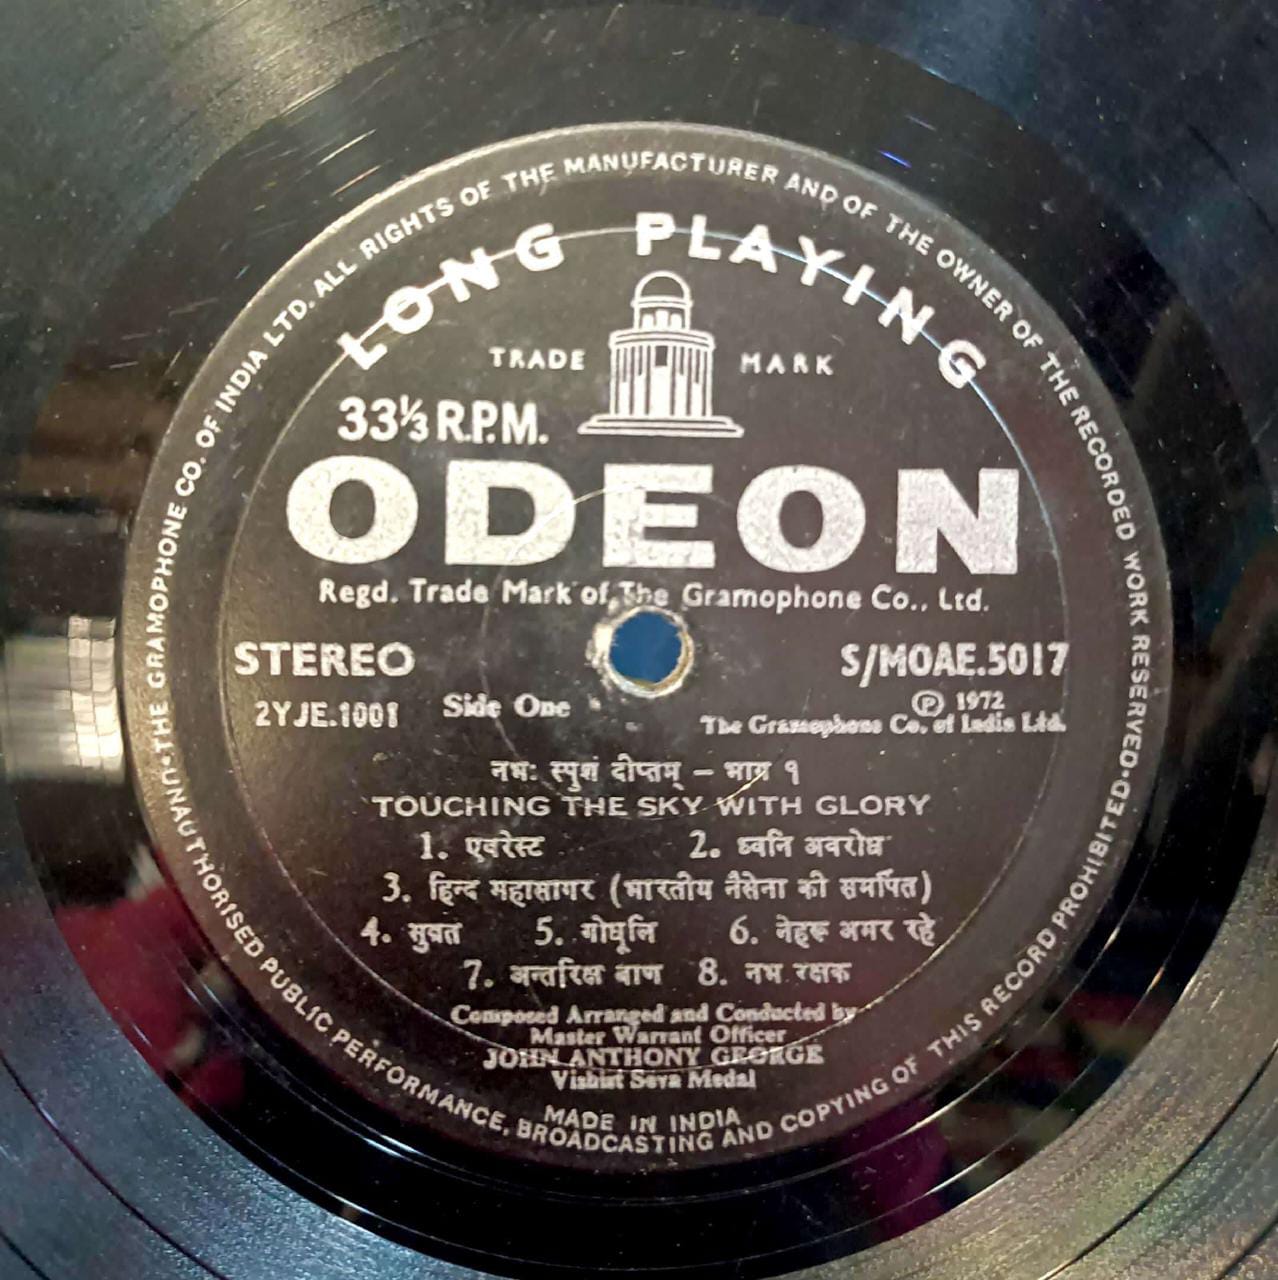 THE GRAMOPHONE CO. OF INDIA LTD. ALL RIGHTS OF THE MANUFACTURER AND OF THE OWNER OF THE RECORDED WORK RESERVED • UNAUTHORISED PUBLIC PERFORMANCE, BROADCASTING AND COPYING OF THIS RECORD PROHIBITED •
LONG PLAYING
TRADE MARK
33⅓ R.P.M.
ODEON
Regd. Trade Mark of The Gramophone Co., Ltd.
STEREO S/MOAE.5017
2YJE.1001 Side One ℗ 1972
The Gramophone Co. of India Ltd.
नभः स्पृशं दीप्तम् – भाग १
TOUCHING THE SKY WITH GLORY
1. एवरेस्ट 2. ध्वनि अवरोध
3. हिन्द महासागर (भारतीय नैसेना की समर्पित)
4. सुव्रत 5. गोधूलि 6. नेहरू अमर रहे
7. अन्तरिक्ष बाण 8. नभ रक्षक
Composed Arranged and Conducted by
Master Warrant Officer
JOHN ANTHONY GEORGE
Vishist Seva Medal
MADE IN INDIA